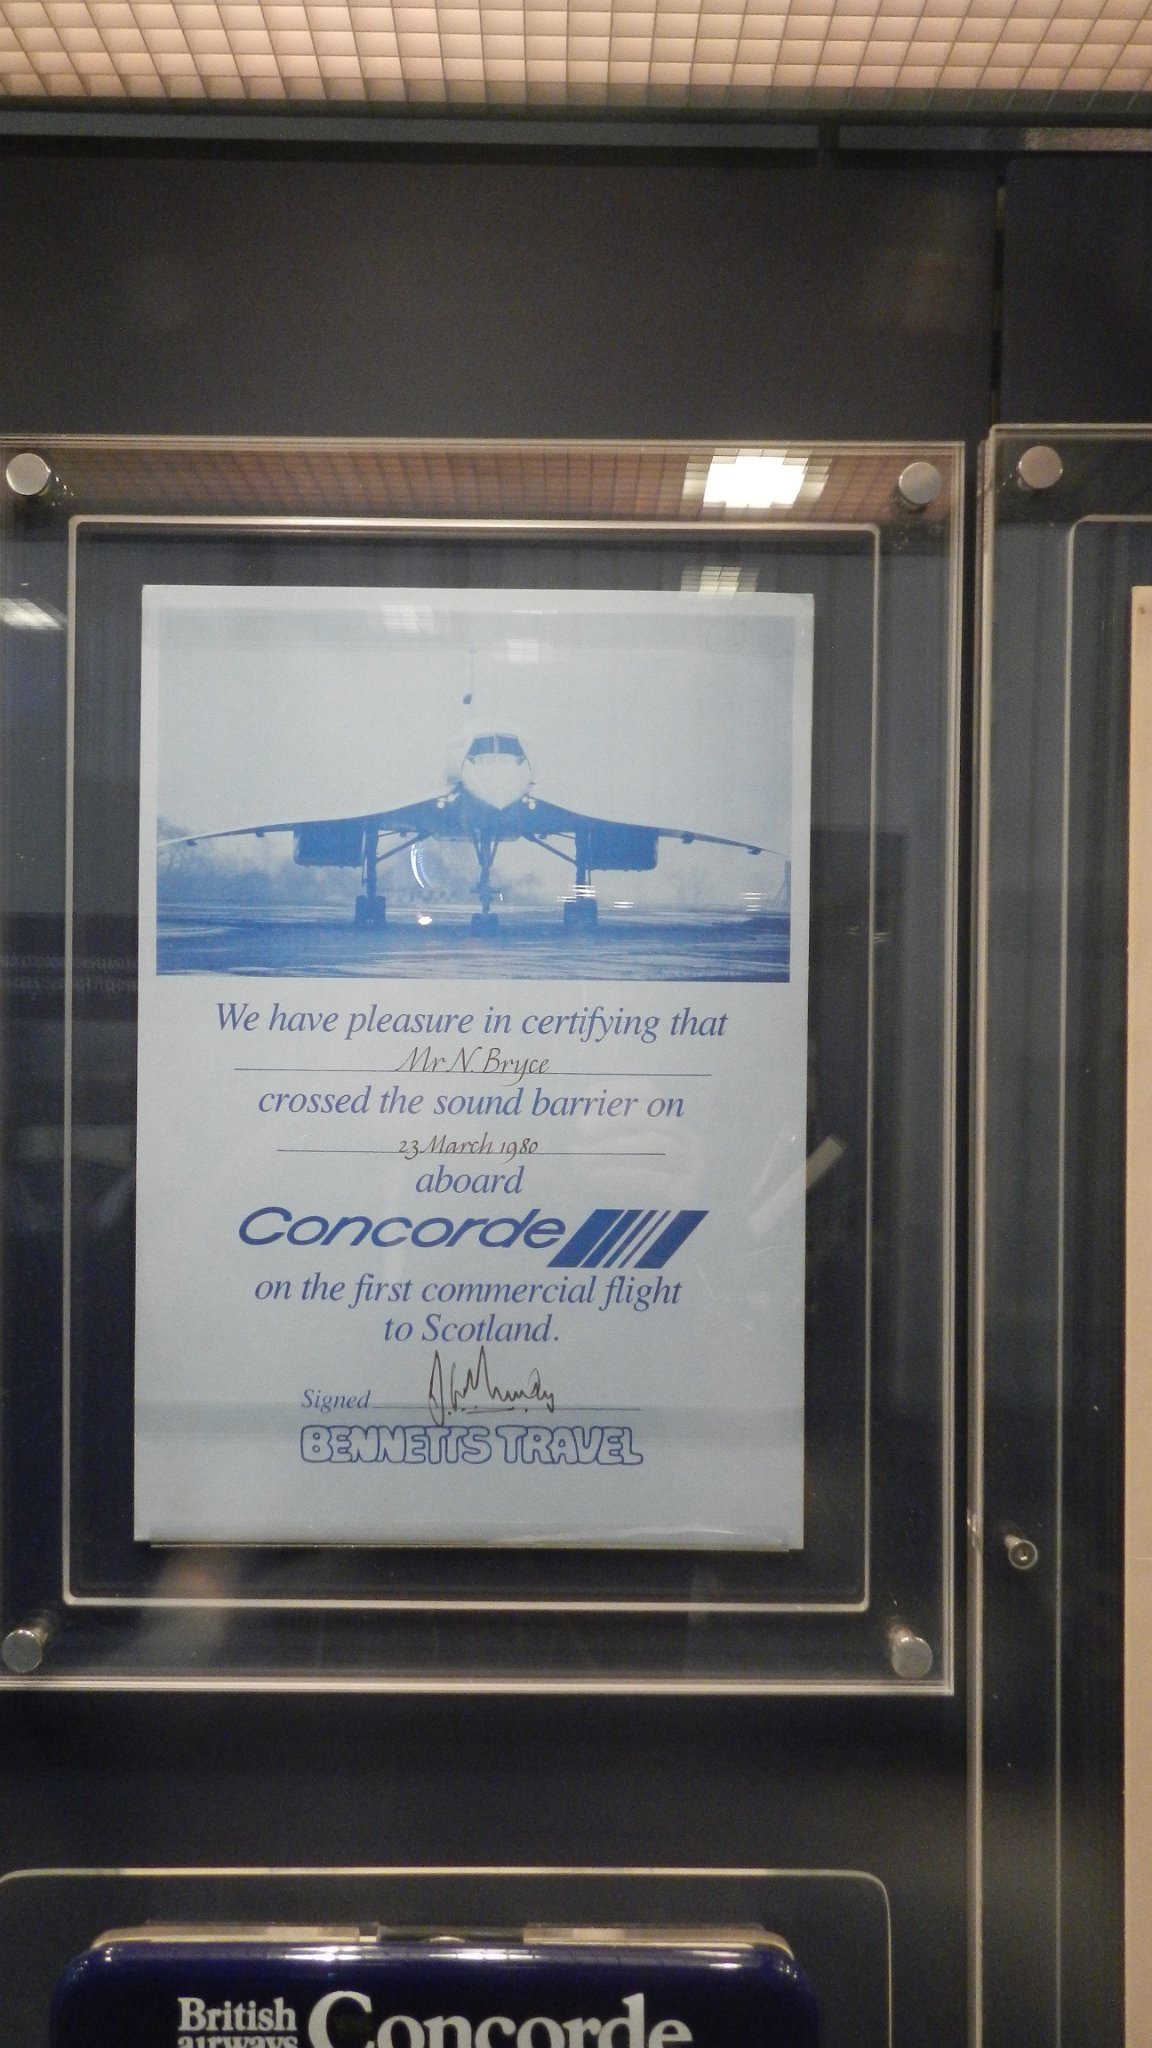 We have pleasure in certifying that
Mr N. Bryce
crossed the sound barrier on
23 March 1980
aboard
Concorde
on the first commercial flight
to Scotland.
Signed
BENNETTS TRAVEL
British
airways
Concorde